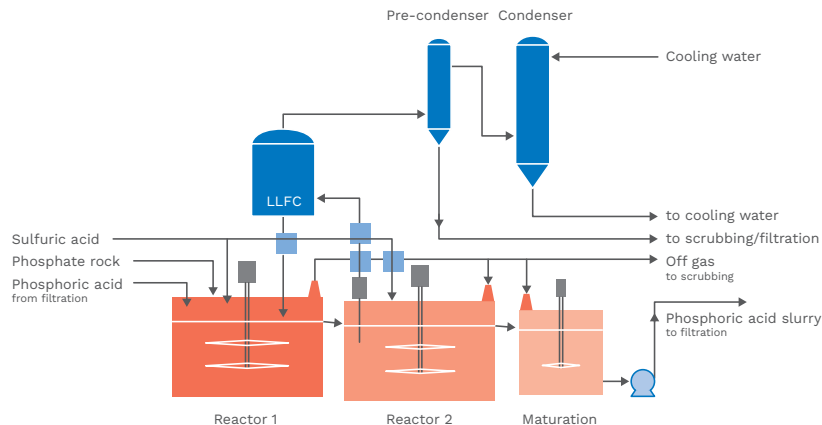 Pre-condenser
Condenser
Cooling water
LLFC
to cooling water
Sulfuric acid
to scrubbing/filtration
Phosphate rock
Off gas
to scrubbing
Phosphoric acid
from filtration
Phosphoric acid slurry
to filtration
Reactor 1
Reactor 2
Maturation